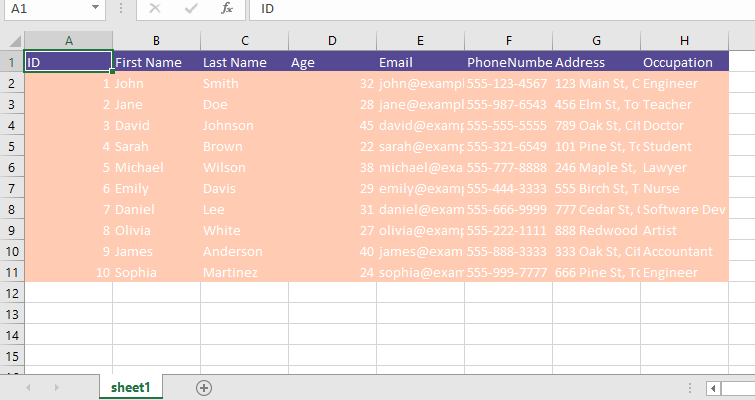 A1 fx ID
A B C D E F G H
1 ID First Name Last Name Age Email PhoneNumbe Address Occupation
2 1 John Smith 32 john@exampl 555-123-4567 123 Main St, C Engineer
3 2 Jane Doe 28 jane@exampl 555-987-6543 456 Elm St, To Teacher
4 3 David Johnson 45 david@examp 555-555-5555 789 Oak St, Cit Doctor
5 4 Sarah Brown 22 sarah@examp 555-321-6549 101 Pine St, To Student
6 5 Michael Wilson 38 michael@exa 555-777-8888 246 Maple St, Lawyer
7 6 Emily Davis 29 emily@examp 555-444-3333 555 Birch St, T Nurse
8 7 Daniel Lee 31 daniel@exam 555-666-9999 777 Cedar St, Software Dev
9 8 Olivia White 27 olivia@examp 555-222-1111 888 Redwood Artist
10 9 James Anderson 40 james@exam 555-888-3333 333 Oak St, Cit Accountant
11 10 Sophia Martinez 24 sophia@exam 555-999-7777 666 Pine St, To Engineer
12
13
14
15
sheet1